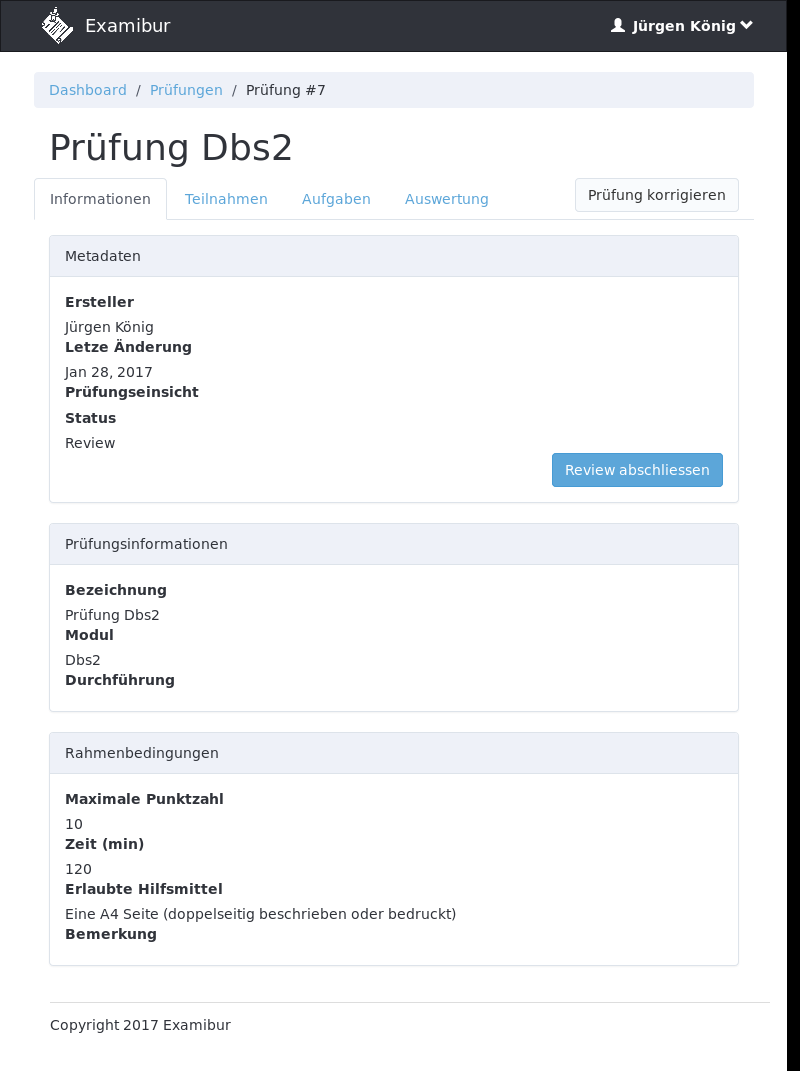 Examibur
Jürgen König
Dashboard / Prüfungen / Prüfung #7
Prüfung Dbs2
Informationen Teilnahmen Aufgaben Auswertung Prüfung korrigieren
Metadaten
Ersteller
Jürgen König
Letze Änderung
Jan 28, 2017
Prüfungseinsicht
Status
Review
Review abschliessen
Prüfungsinformationen
Bezeichnung
Prüfung Dbs2
Modul
Dbs2
Durchführung
Rahmenbedingungen
Maximale Punktzahl
10
Zeit (min)
120
Erlaubte Hilfsmittel
Eine A4 Seite (doppelseitig beschrieben oder bedruckt)
Bemerkung
Copyright 2017 Examibur